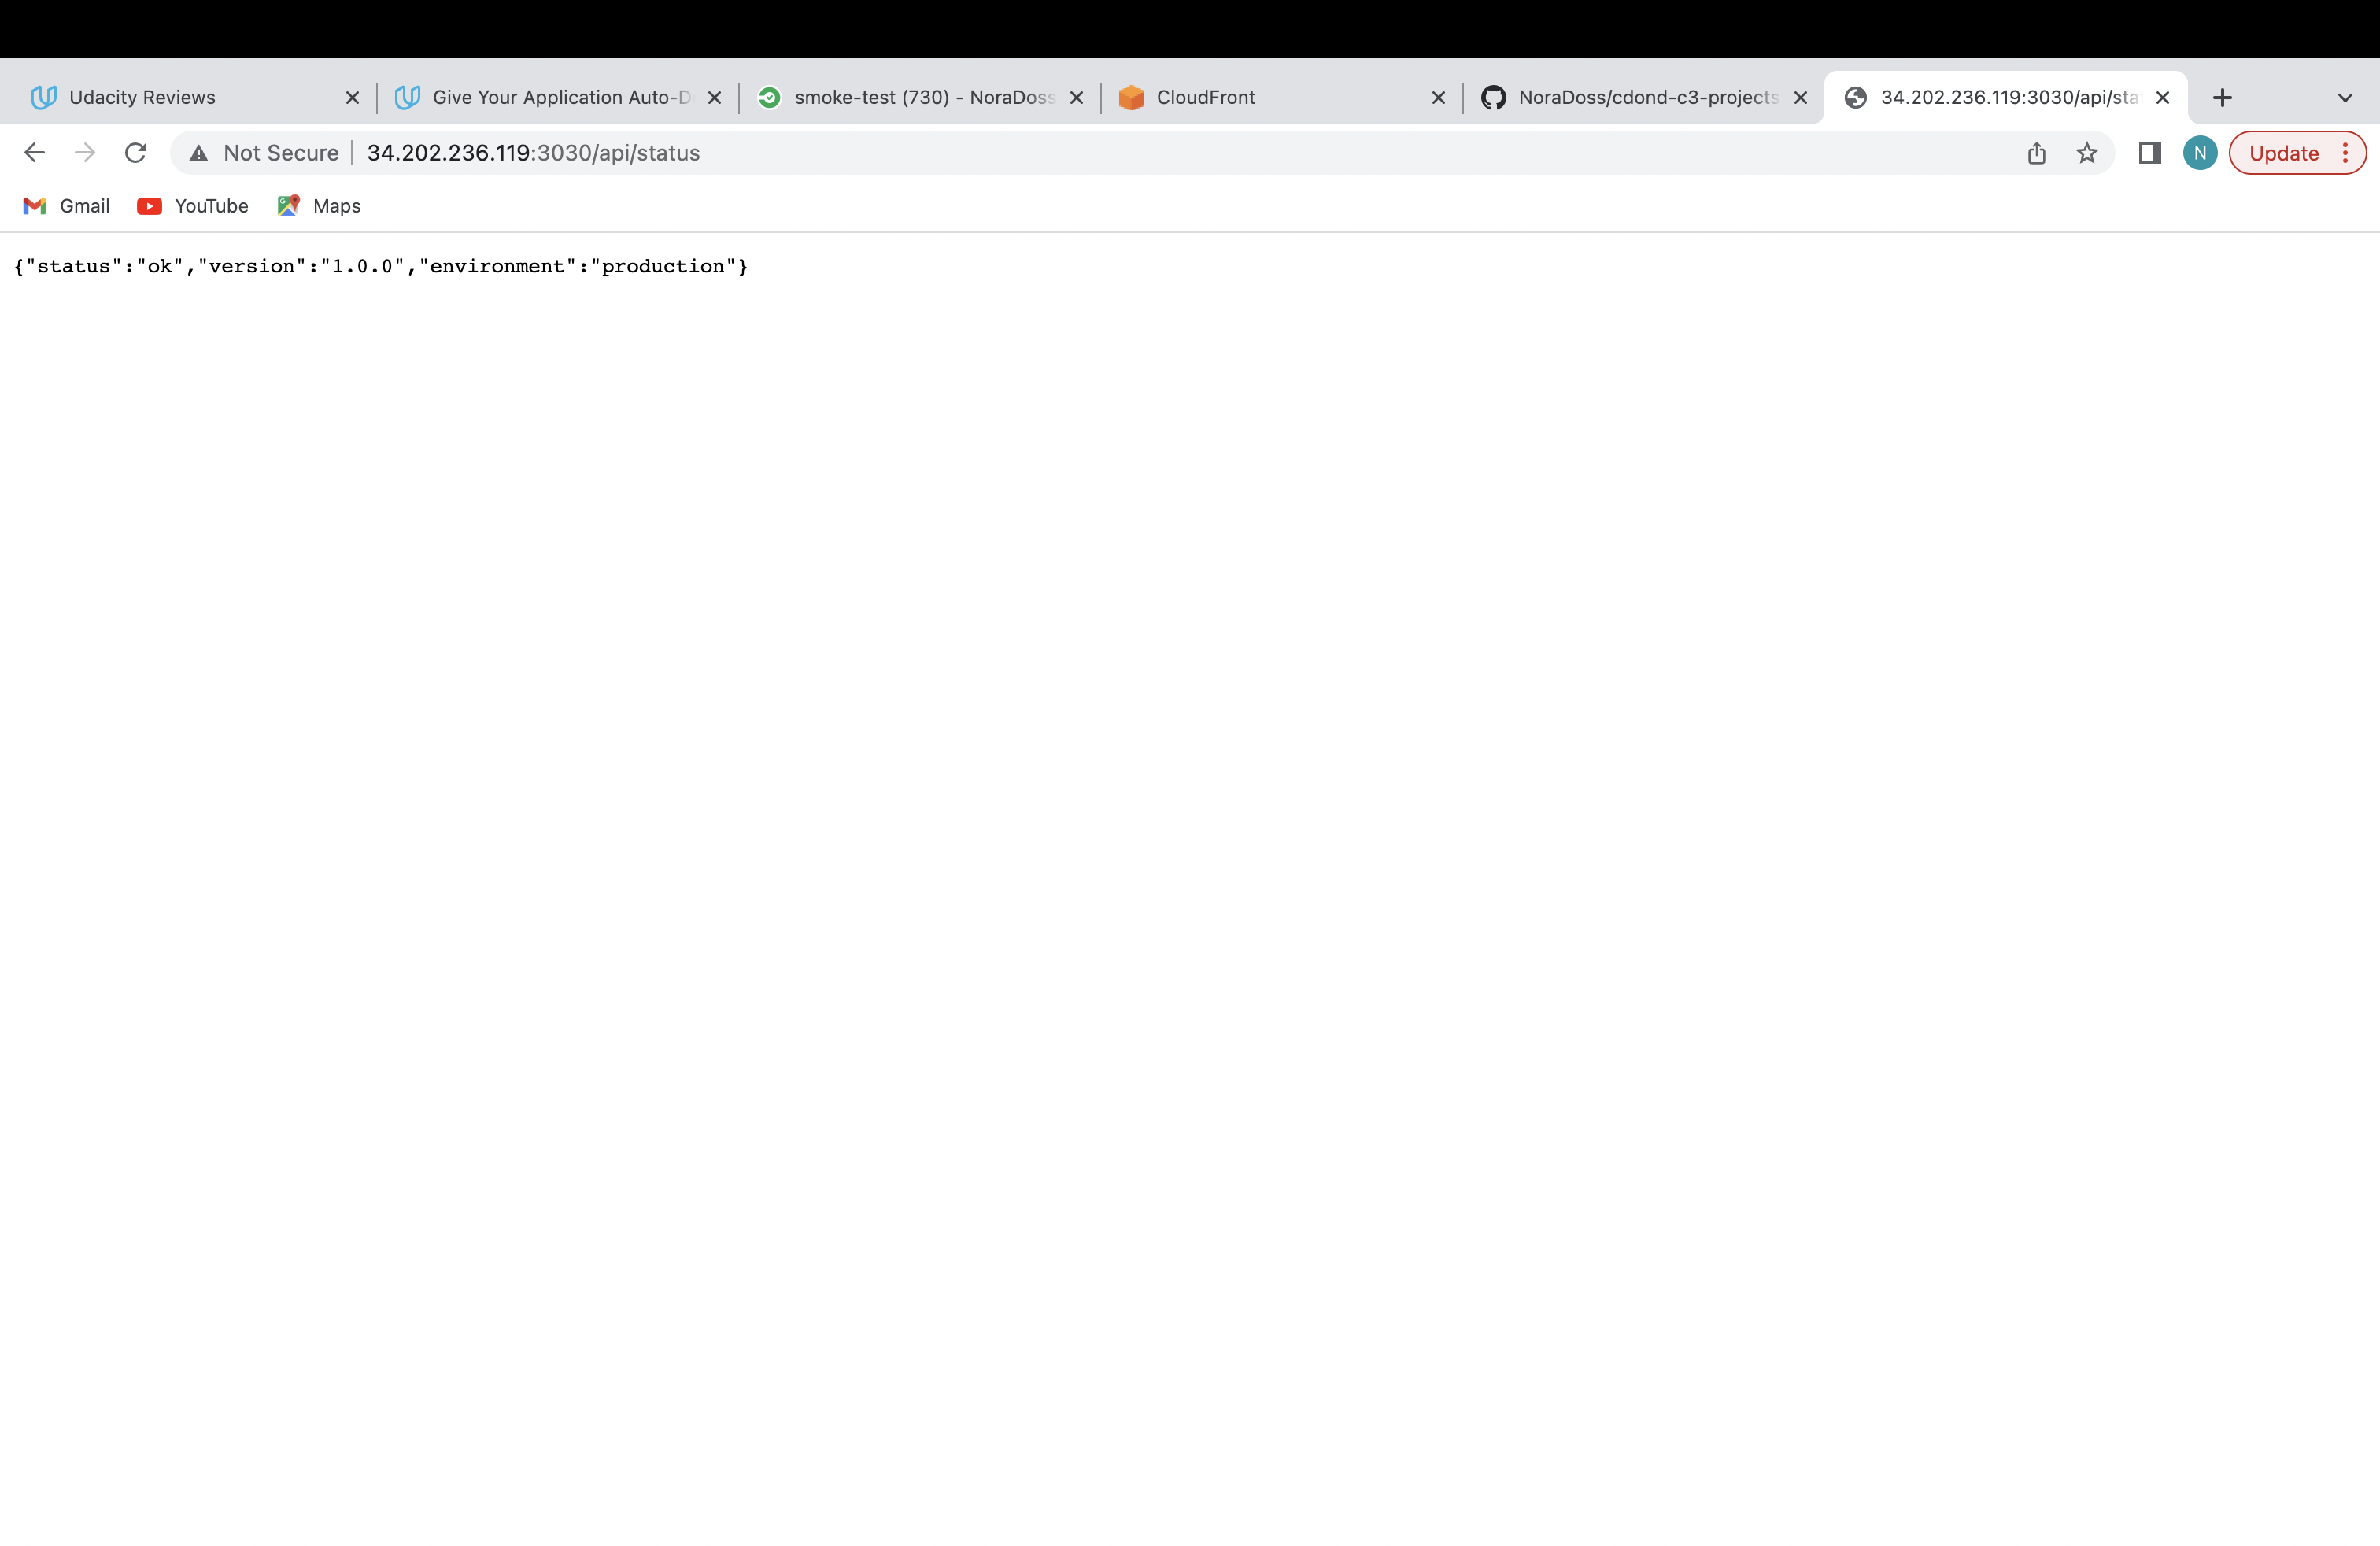 Udacity Reviews
Give Your Application Auto-D
smoke-test (730) - NoraDoss
CloudFront
NoraDoss/cdond-c3-projects
34.202.236.119:3030/api/sta
Not Secure
34.202.236.119:3030/api/status
N
Update
Gmail
YouTube
Maps
{"status":"ok","version":"1.0.0","environment":"production"}